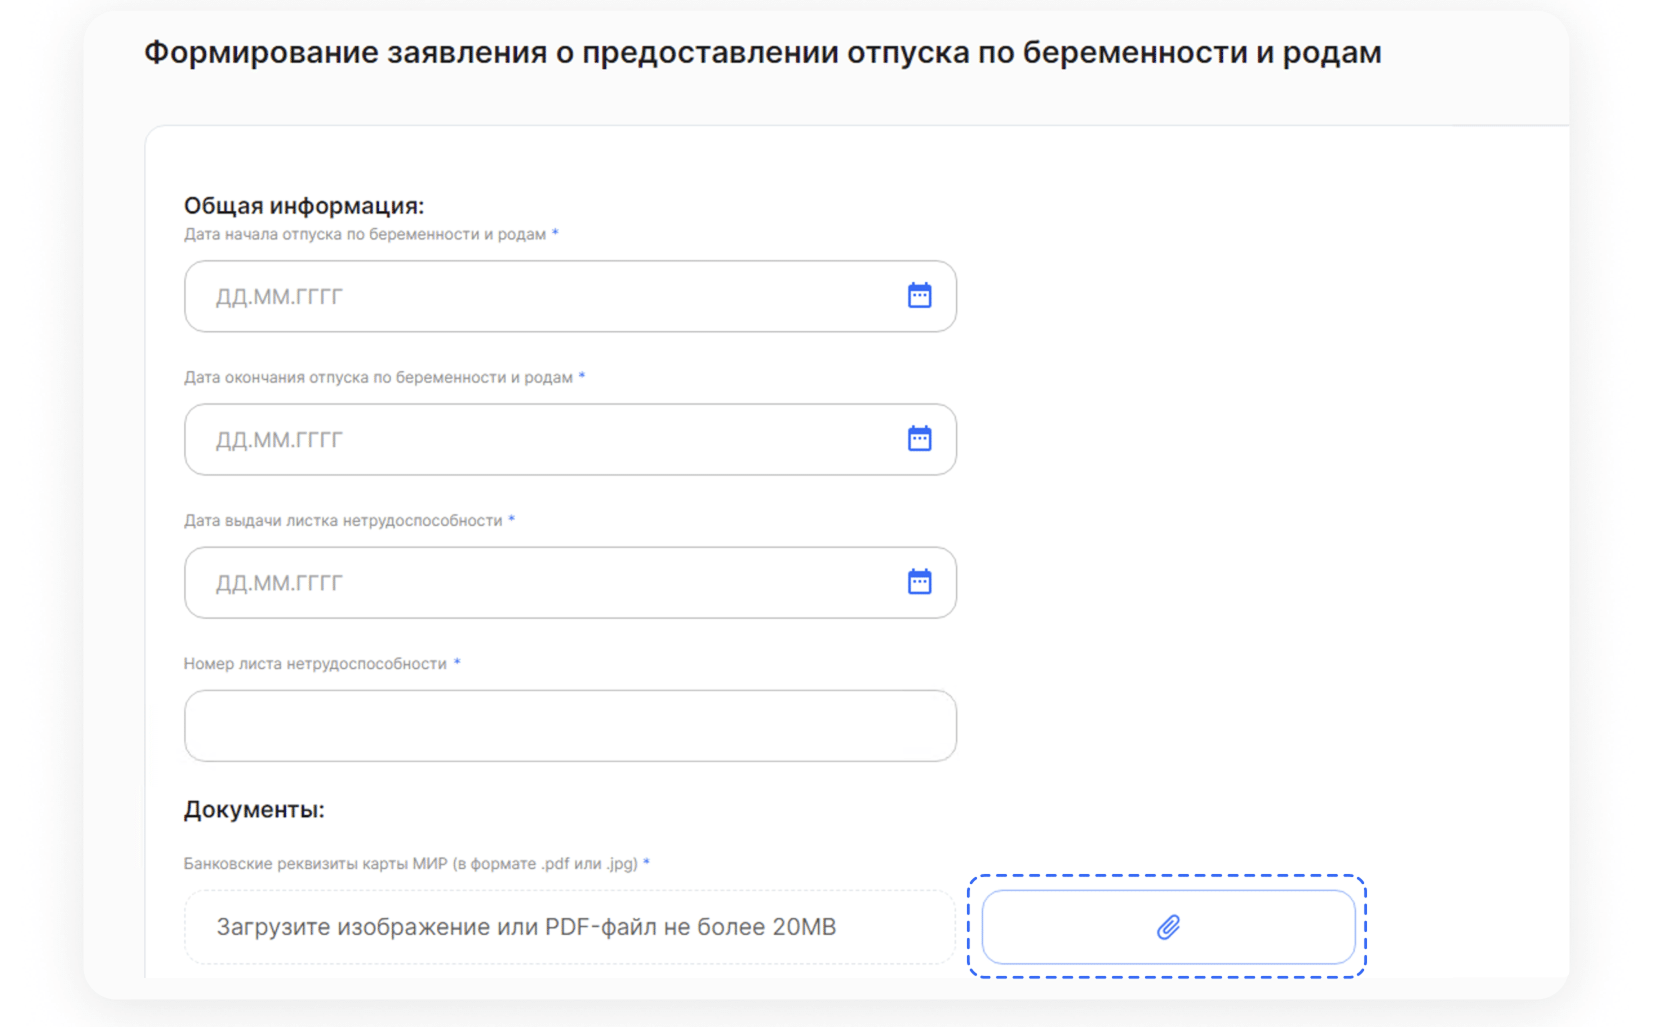 Формирование заявления о предоставлении отпуска по беременности и родам
Общая информация:
Дата начала отпуска по беременности и родам *
ДД.ММ.ГГГГ
Дата окончания отпуска по беременности и родам *
ДД.ММ.ГГГГ
Дата выдачи листка нетрудоспособности *
ДД.ММ.ГГГГ
Номер листа нетрудоспособности *
Документы:
Банковские реквизиты карты МИР (в формате .pdf или .jpg) *
Загрузите изображение или PDF-файл не более 20МВ